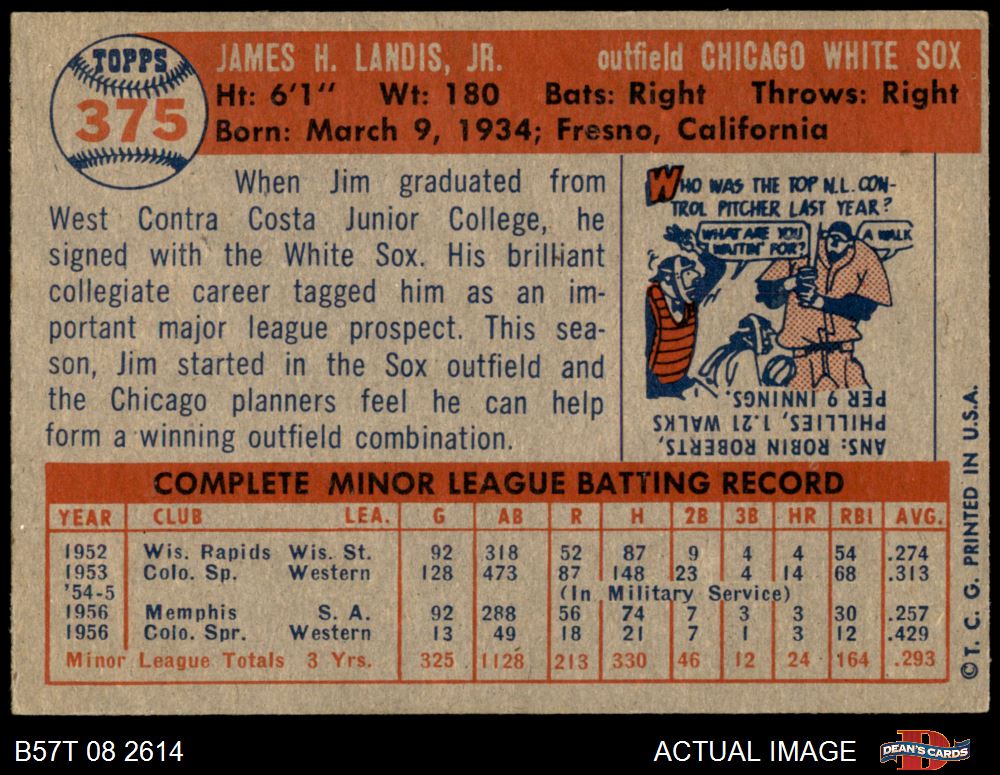 TOPPS
375
JAMES H. LANDIS, JR. outfield CHICAGO WHITE SOX
Ht: 6'1" Wt: 180 Bats: Right Throws: Right
Born: March 9, 1934; Fresno, California
When Jim graduated from
West Contra Costa Junior College, he
signed with the White Sox. His brilliant
collegiate career tagged him as an im-
portant major league prospect. This sea-
son, Jim started in the Sox outfield and
the Chicago planners feel he can help
form a winning outfield combination.
WHO WAS THE TOP N.L. CON-
TROL PITCHER LAST YEAR?
WHAT ARE YOU
WAITIN' FOR?
A WALK
ANS: ROBIN ROBERTS,
PHILLIES, 1.21 WALKS
PER 9 INNINGS.
COMPLETE MINOR LEAGUE BATTING RECORD
YEAR CLUB LEA. G AB R H 2B 3B HR RBI AVG.
1952 Wis. Rapids Wis. St. 92 318 52 87 9 4 4 54 .274
1953 Colo. Sp. Western 128 473 87 148 23 4 14 68 .313
'54-5 (In Military Service)
1956 Memphis S. A. 92 288 56 74 7 3 3 30 .257
1956 Colo. Spr. Western 13 49 18 21 7 1 3 12 .429
Minor League Totals 3 Yrs. 325 1128 213 330 46 12 24 164 .293
© T. C. G. PRINTED IN U.S.A.
B57T 08 2614 ACTUAL IMAGE DEAN'S CARDS